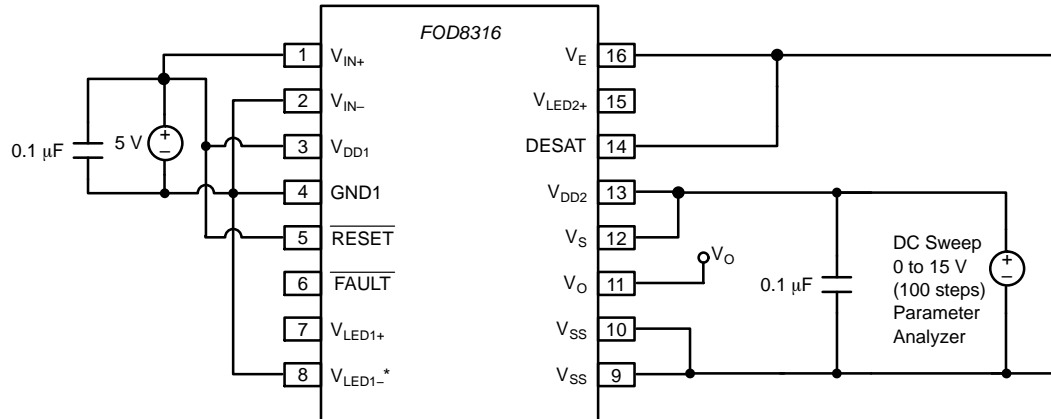 FOD8316
1 V_IN+
2 V_IN–
3 V_DD1
4 GND1
5 RESET
6 FAULT
7 V_LED1+
8 V_LED1–*
V_E 16
V_LED2+ 15
DESAT 14
V_DD2 13
V_S 12
V_O 11
V_SS 10
V_SS 9
0.1 μF
5 V
+
–
V_O
0.1 μF
DC Sweep
0 to 15 V
(100 steps)
Parameter
Analyzer
+
–